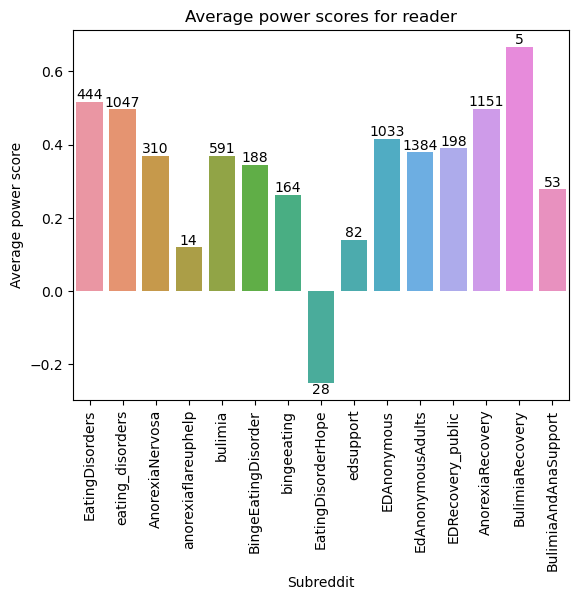 Average power scores for reader
Average power score
0.6
0.4
0.2
0.0
−0.2
444
1047
310
14
591
188
164
28
82
1033
1384
198
1151
5
53
EatingDisorders
eating_disorders
AnorexiaNervosa
anorexiaflareuphelp
bulimia
BingeEatingDisorder
bingeeating
EatingDisorderHope
edsupport
EDAnonymous
EdAnonymousAdults
EDRecovery_public
AnorexiaRecovery
BulimiaRecovery
BulimiaAndAnaSupport
Subreddit